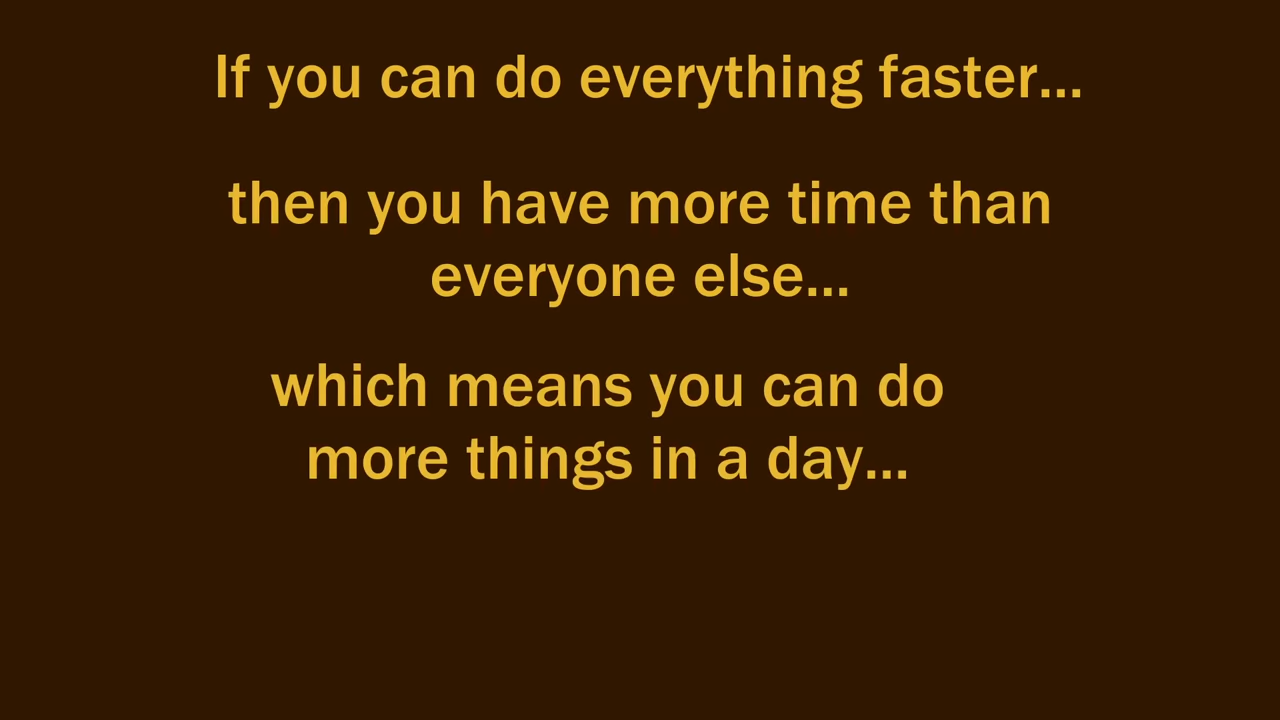 If you can do everything faster...
then you have more time than
everyone else...
which means you can do
more things in a day...